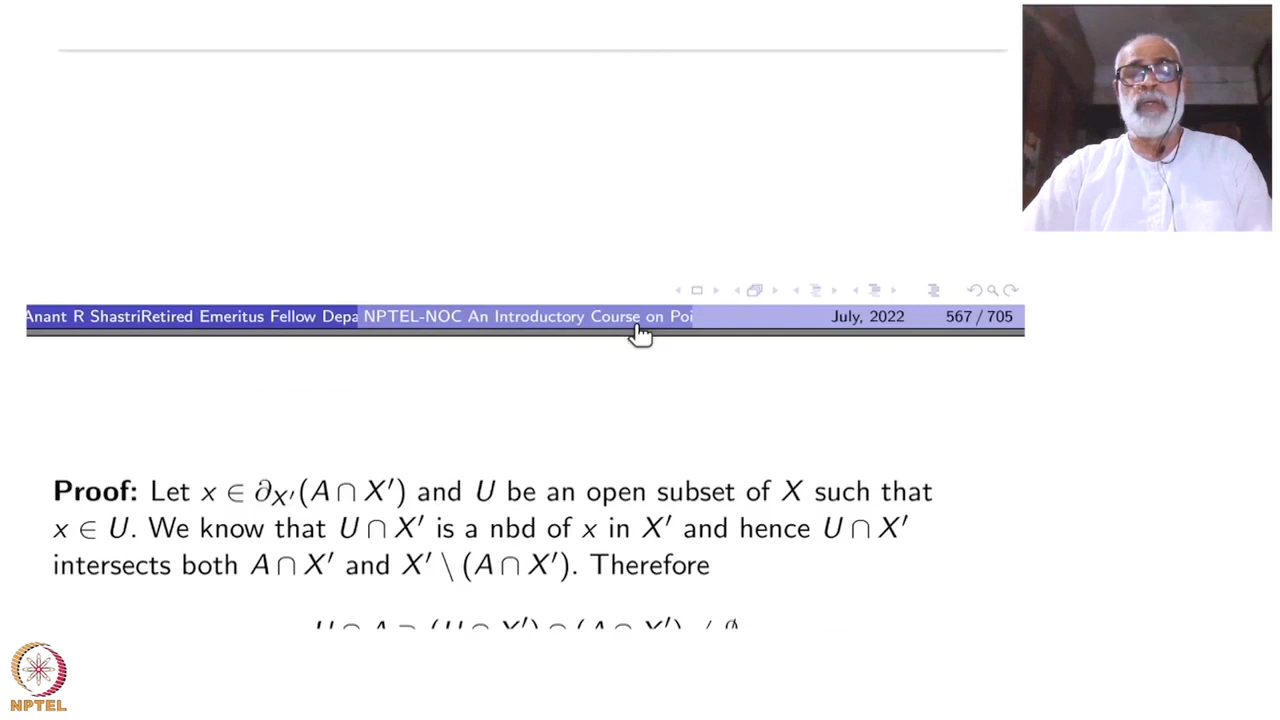 Anant R ShastriRetired Emeritus Fellow Depa NPTEL-NOC An Introductory Course on Poi July, 2022 567 / 705
Proof: Let x ∈ ∂X′(A ∩ X′) and U be an open subset of X such that
x ∈ U. We know that U ∩ X′ is a nbd of x in X′ and hence U ∩ X′
intersects both A ∩ X′ and X′ \ (A ∩ X′). Therefore
NPTEL